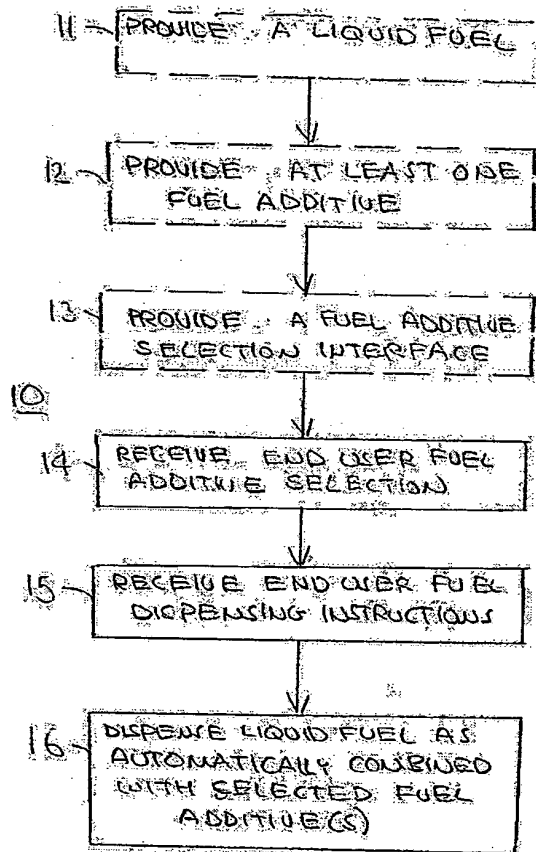 11 PROVIDE A LIQUID FUEL
12 PROVIDE AT LEAST ONE
FUEL ADDITIVE
13 PROVIDE A FUEL ADDITIVE
SELECTION INTERFACE
10
14 RECEIVE END USER FUEL
ADDITIVE SELECTION
15 RECEIVE END USER FUEL
DISPENSING INSTRUCTIONS
16 DISPENSE LIQUID FUEL AS
AUTOMATICALLY COMBINED
WITH SELECTED FUEL
ADDITIVE(S)